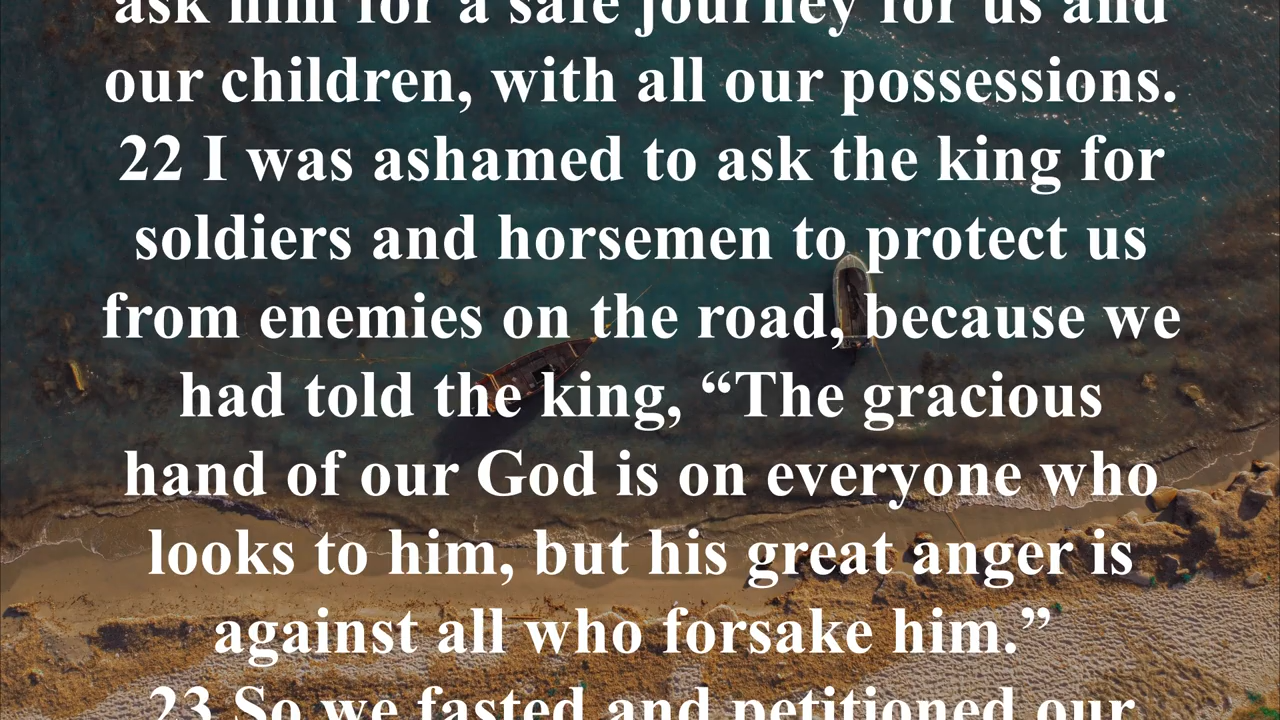 ask him for a safe journey for us and
our children, with all our possessions.
22 I was ashamed to ask the king for
soldiers and horsemen to protect us
from enemies on the road, because we
had told the king, “The gracious
hand of our God is on everyone who
looks to him, but his great anger is
against all who forsake him.”
23 So we fasted and petitioned our